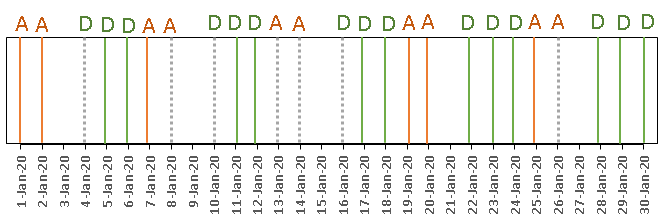 A A D D D A A D D D A A D D D A A D D D A A D D D
1-Jan-20
2-Jan-20
3-Jan-20
4-Jan-20
5-Jan-20
6-Jan-20
7-Jan-20
8-Jan-20
9-Jan-20
10-Jan-20
11-Jan-20
12-Jan-20
13-Jan-20
14-Jan-20
15-Jan-20
16-Jan-20
17-Jan-20
18-Jan-20
19-Jan-20
20-Jan-20
21-Jan-20
22-Jan-20
23-Jan-20
24-Jan-20
25-Jan-20
26-Jan-20
27-Jan-20
28-Jan-20
29-Jan-20
30-Jan-20